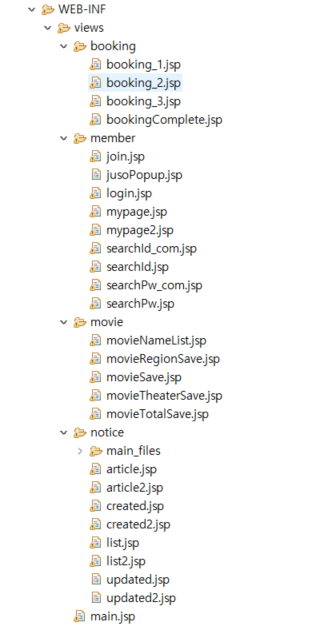 WEB-INF
views
booking
booking_1.jsp
booking_2.jsp
booking_3.jsp
bookingComplete.jsp
member
join.jsp
jusoPopup.jsp
login.jsp
mypage.jsp
mypage2.jsp
searchId_com.jsp
searchId.jsp
searchPw_com.jsp
searchPw.jsp
movie
movieNameList.jsp
movieRegionSave.jsp
movieSave.jsp
movieTheaterSave.jsp
movieTotalSave.jsp
notice
main_files
article.jsp
article2.jsp
created.jsp
created2.jsp
list.jsp
list2.jsp
updated.jsp
updated2.jsp
main.jsp